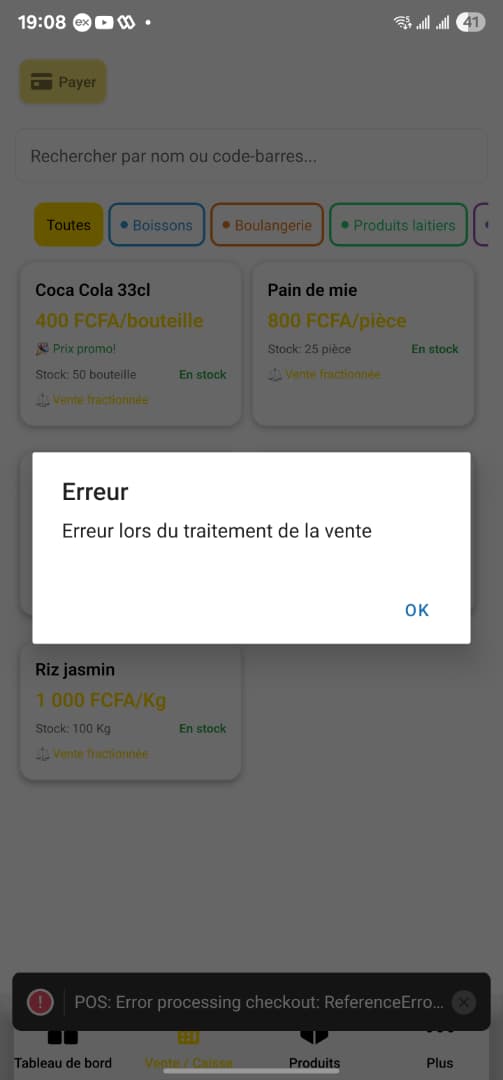 19:08
41
Payer
Rechercher par nom ou code-barres...
Toutes
Boissons
Boulangerie
Produits laitiers
Coca Cola 33cl
400 FCFA/bouteille
Prix promo!
Stock: 50 bouteille En stock
Vente fractionnée
Pain de mie
800 FCFA/pièce
Stock: 25 pièce En stock
Vente fractionnée
Erreur
Erreur lors du traitement de la vente
OK
Riz jasmin
1 000 FCFA/Kg
Stock: 100 Kg En stock
Vente fractionnée
POS: Error processing checkout: ReferenceErro...
Tableau de bord
Vente / Caisse
Produits
Plus